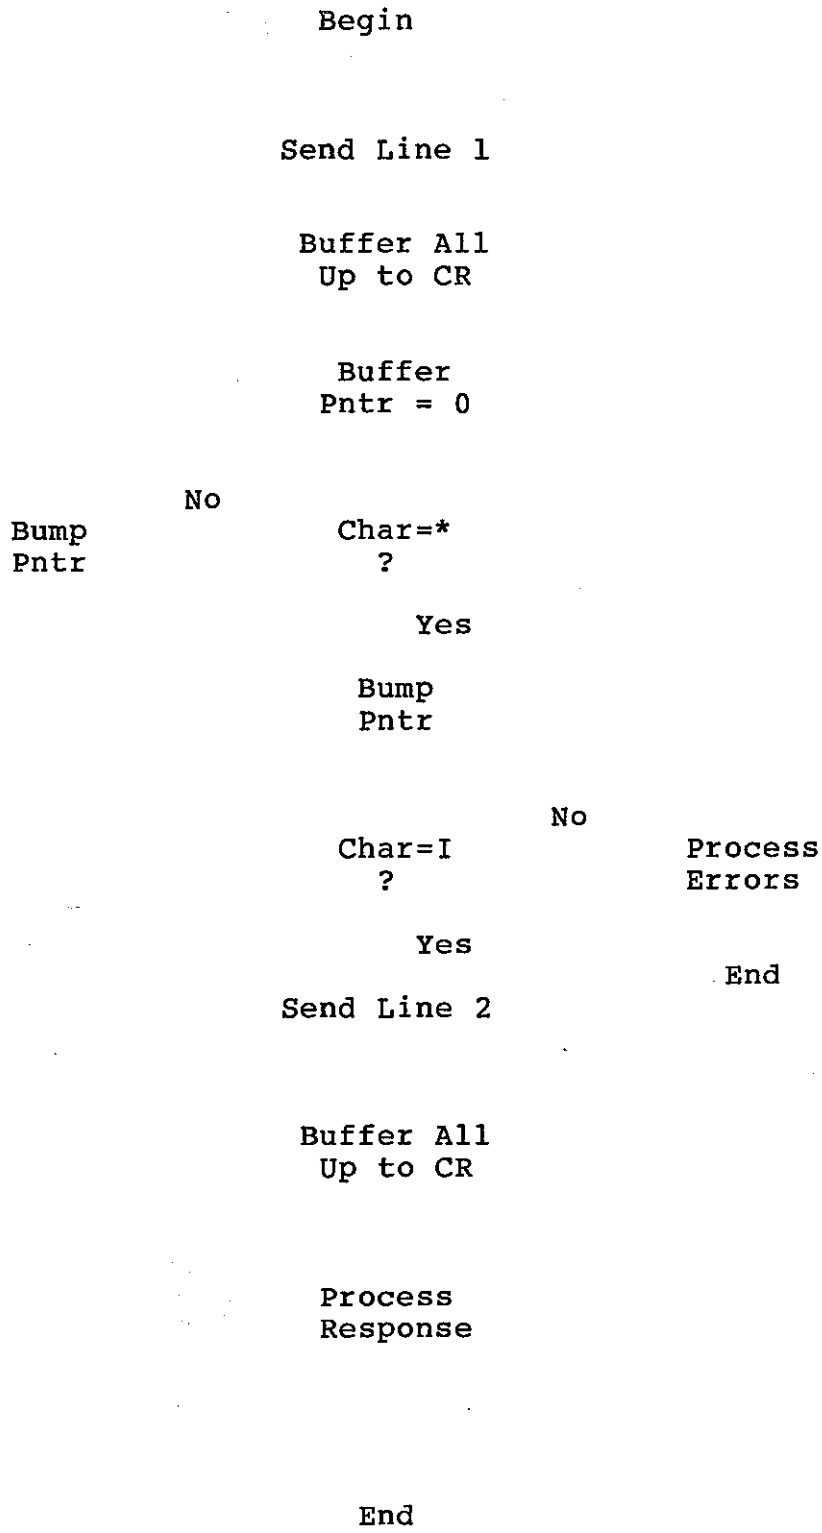 Begin
Send Line 1
Buffer All
Up to CR
Buffer
Pntr = 0
No
Bump
Pntr
Char=*
?
Yes
Bump
Pntr
No
Char=I
?
Process
Errors
Yes
End
Send Line 2
Buffer All
Up to CR
Process
Response
End